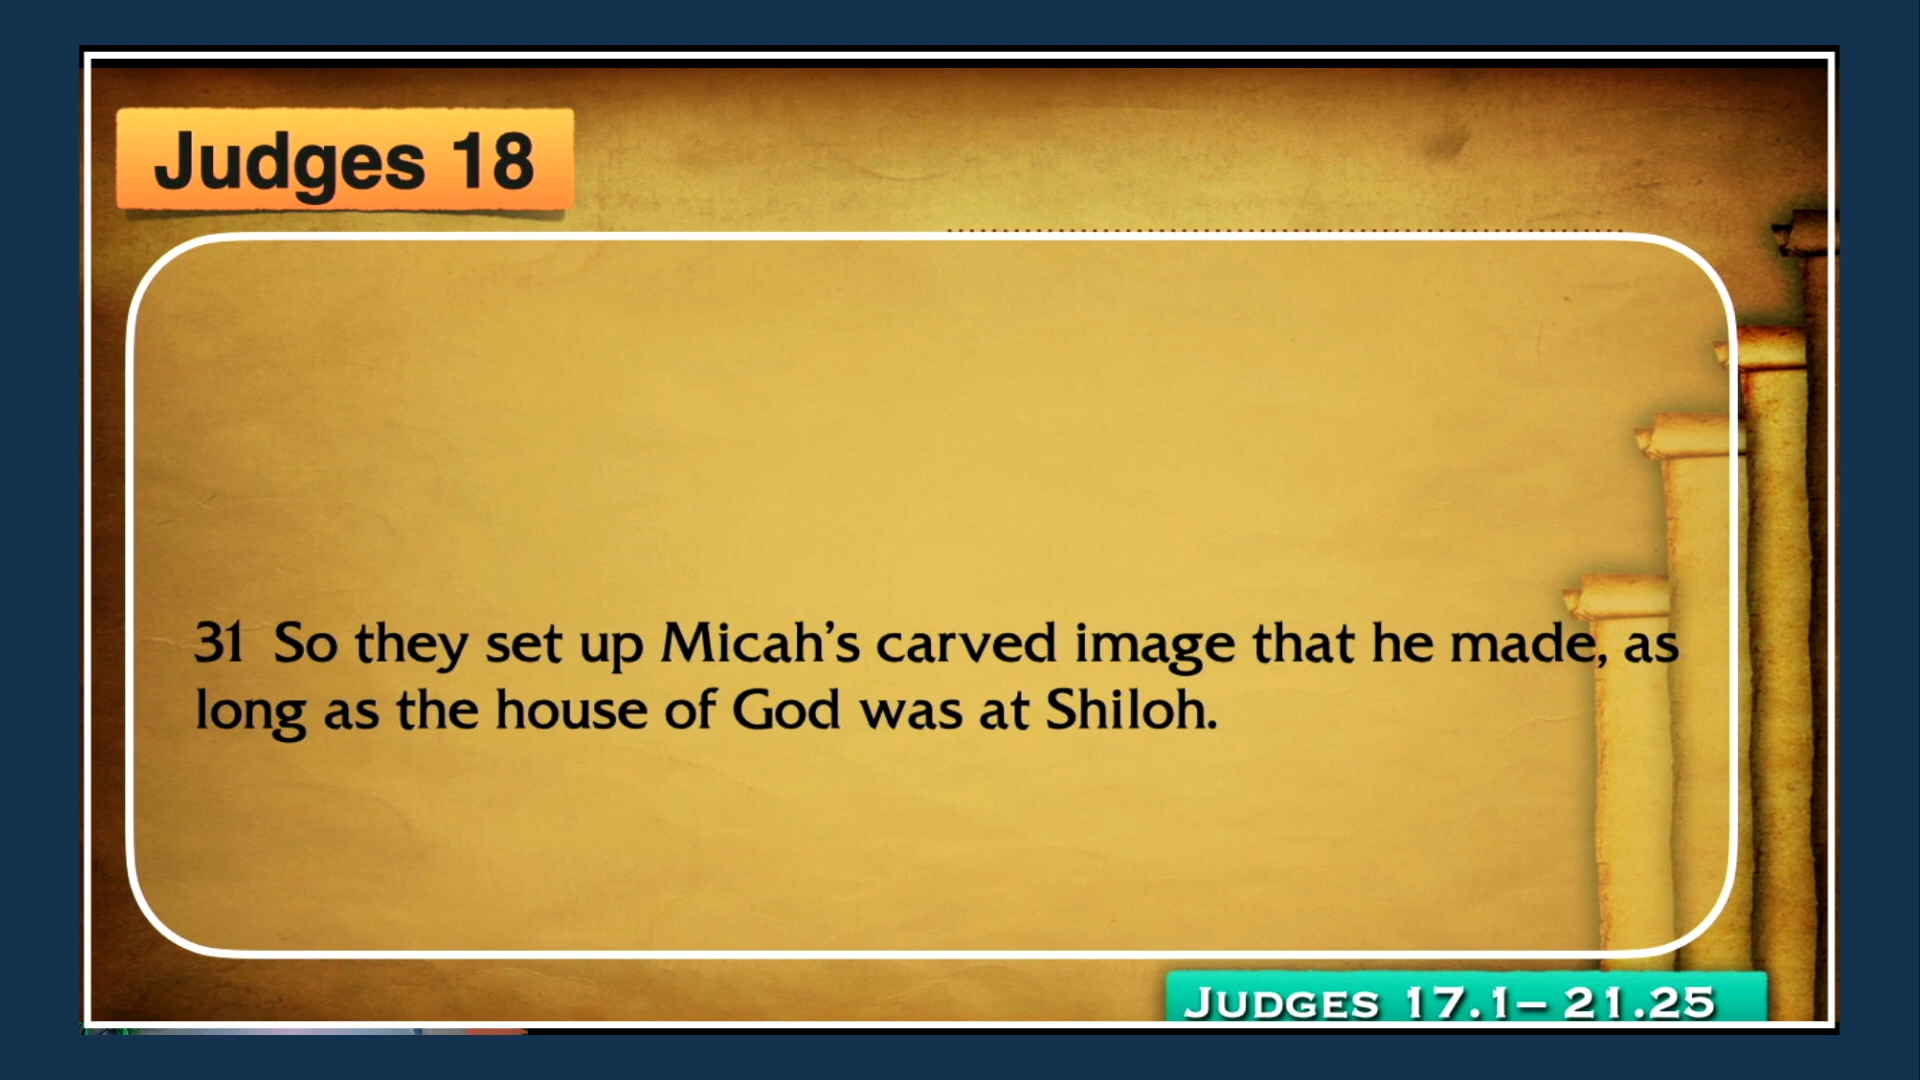 Judges 18
31 So they set up Micah’s carved image that he made, as
long as the house of God was at Shiloh.
Judges 17.1– 21.25